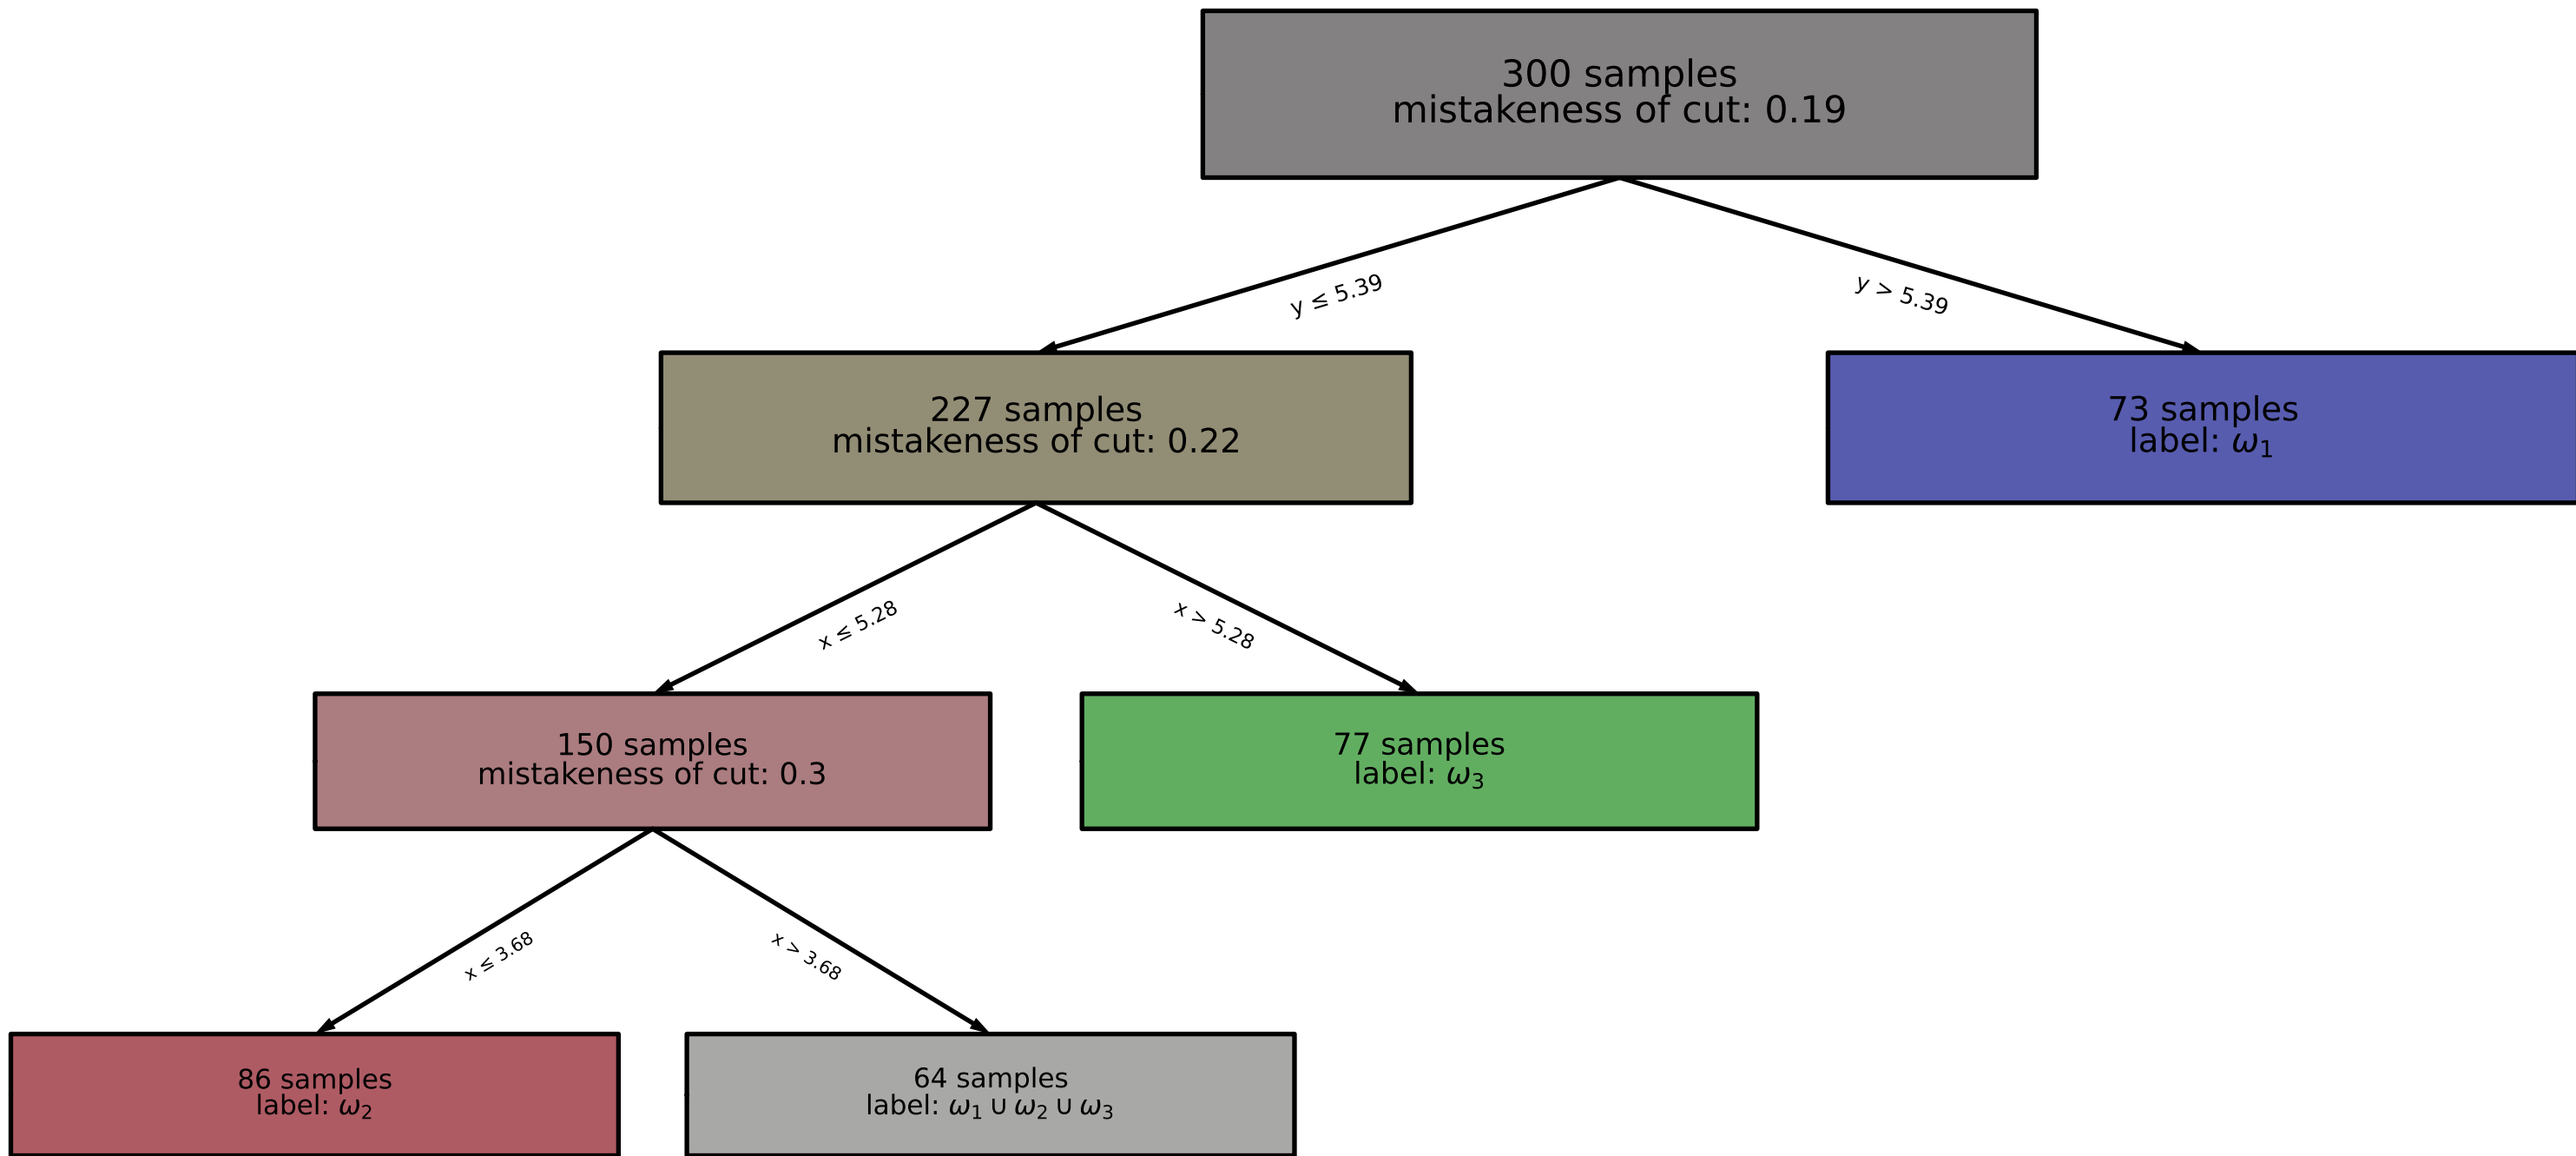 300 samples
mistakeness of cut: 0.19
y ≤ 5.39
y > 5.39
227 samples
mistakeness of cut: 0.22
73 samples
label: ω₁
x ≤ 5.28
x > 5.28
150 samples
mistakeness of cut: 0.3
77 samples
label: ω₃
x ≤ 3.68
x > 3.68
86 samples
label: ω₂
64 samples
label: ω₁ ∪ ω₂ ∪ ω₃